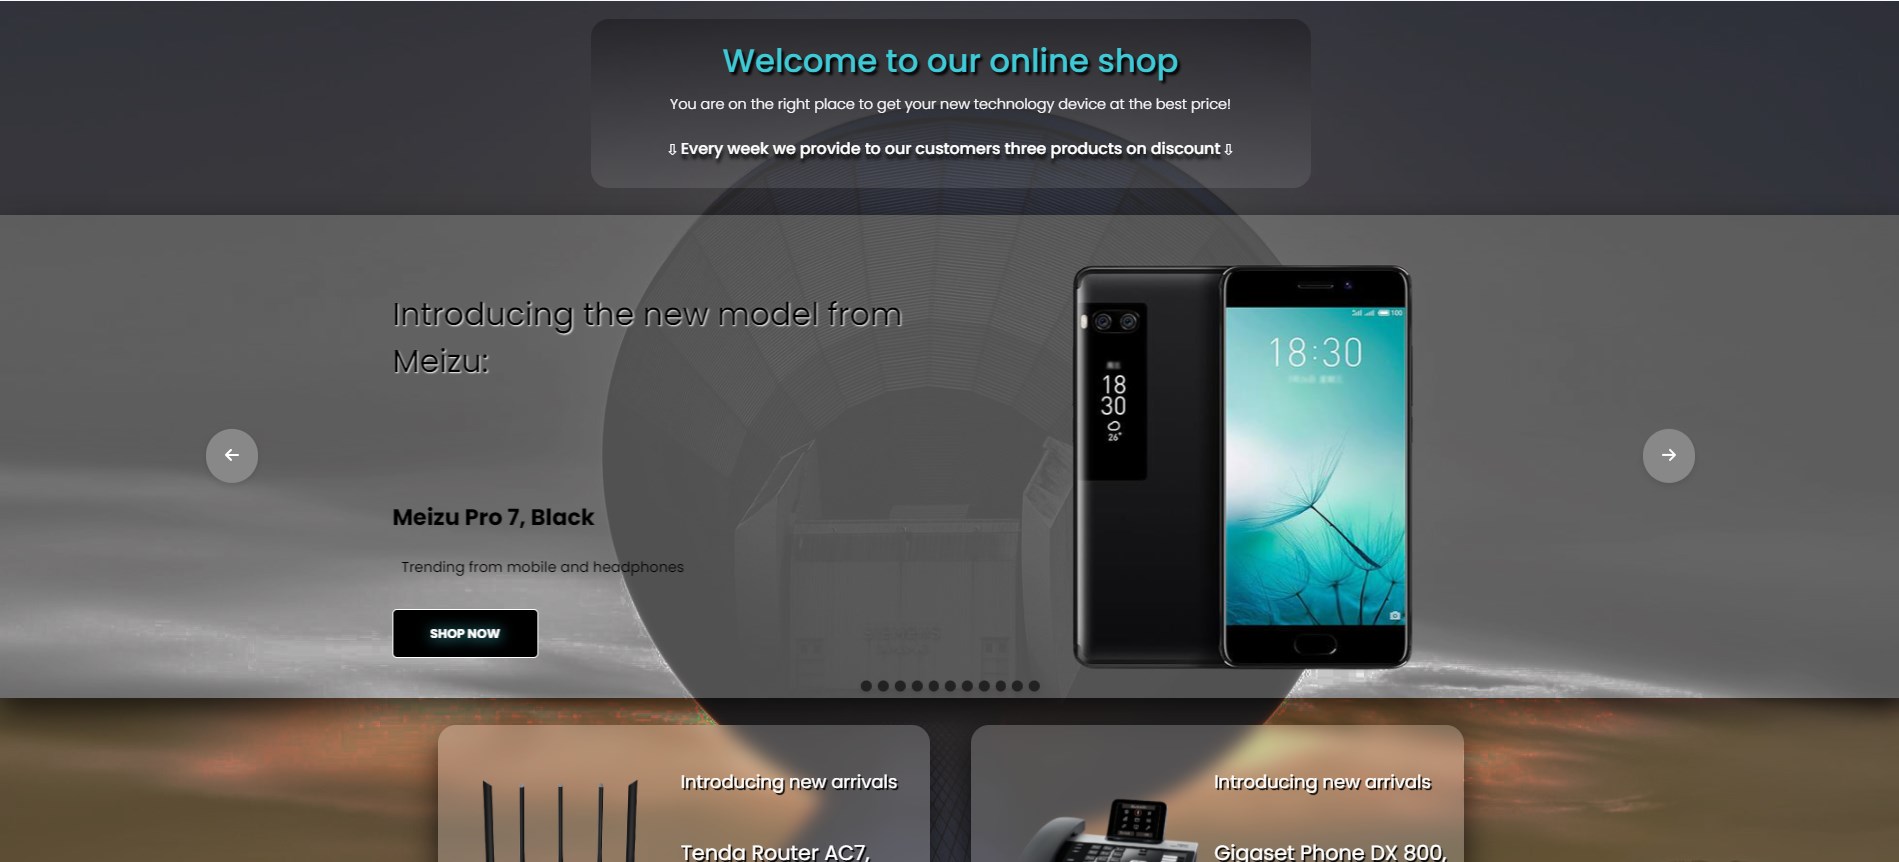 Welcome to our online shop
You are on the right place to get your new technology device at the best price!
⇩ Every week we provide to our customers three products on discount ⇩
Introducing the new model from
Meizu:
Meizu Pro 7, Black
Trending from mobile and headphones
SHOP NOW
18
30
26°
100
18:30
Introducing new arrivals
Tenda Router AC7,
Introducing new arrivals
Gigaset Phone DX 800,